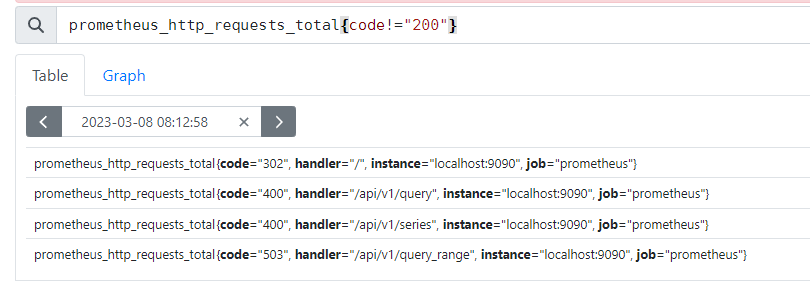 prometheus_http_requests_total{code!="200"}
Table Graph
2023-03-08 08:12:58
prometheus_http_requests_total{code="302", handler="/", instance="localhost:9090", job="prometheus"}
prometheus_http_requests_total{code="400", handler="/api/v1/query", instance="localhost:9090", job="prometheus"}
prometheus_http_requests_total{code="400", handler="/api/v1/series", instance="localhost:9090", job="prometheus"}
prometheus_http_requests_total{code="503", handler="/api/v1/query_range", instance="localhost:9090", job="prometheus"}